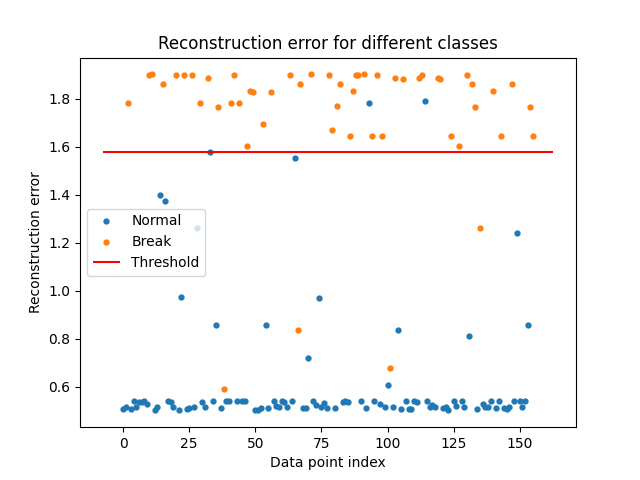 Reconstruction error for different classes
Reconstruction error
1.8
1.6
1.4
1.2
1.0
0.8
0.6
Normal
Break
Threshold
0 25 50 75 100 125 150
Data point index